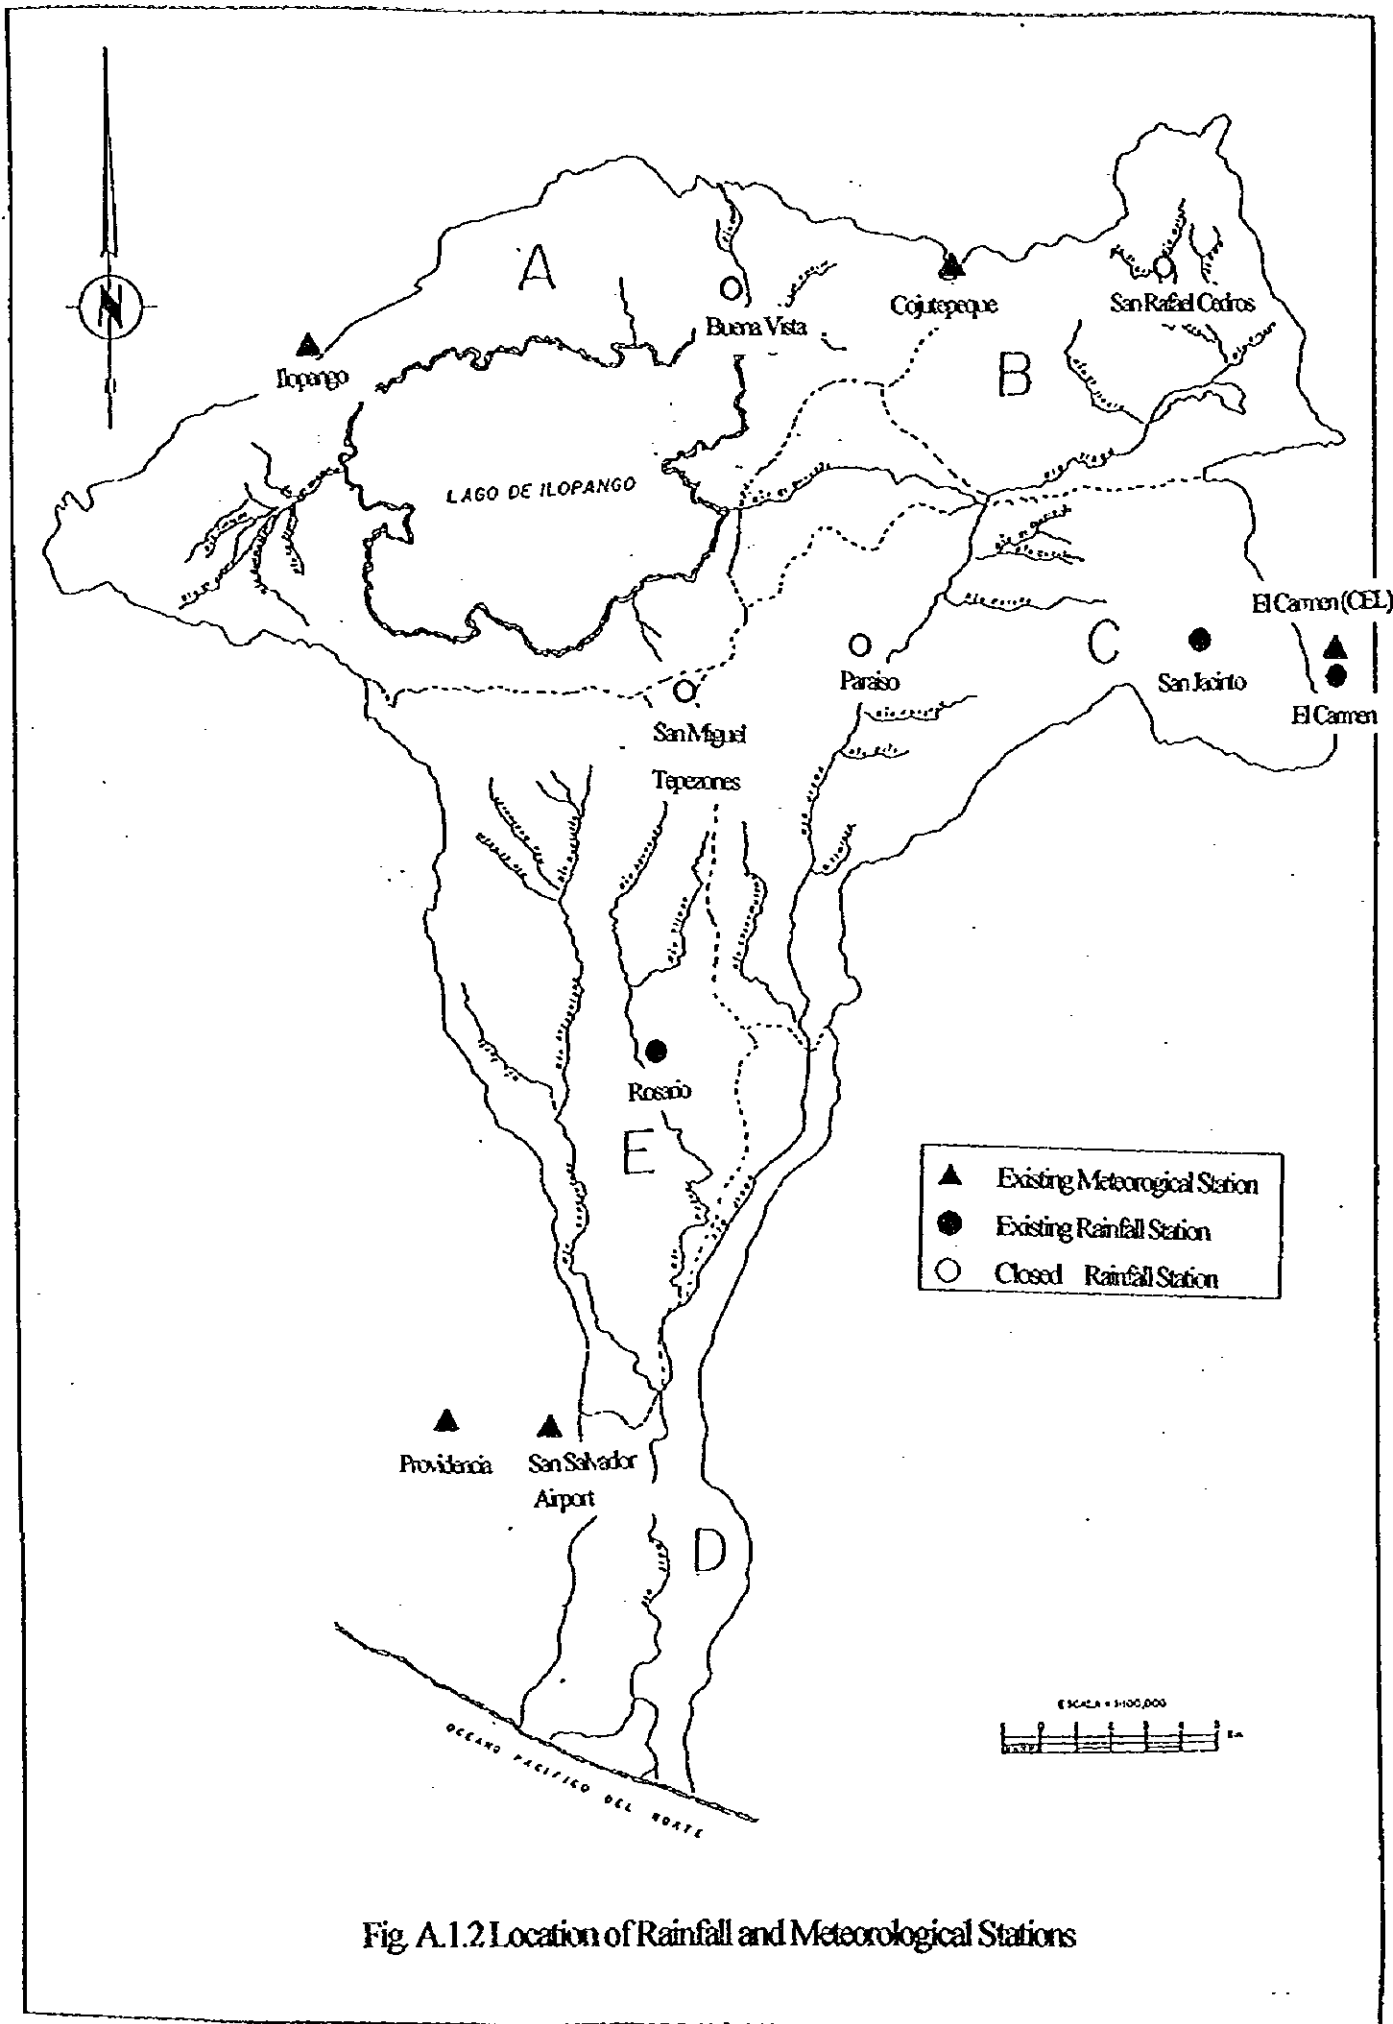 N
A
Buena Vista
Cojutepeque
San Rafael Cedros
Ilopango
B
LAGO DE ILOPANGO
El Carmen (CEL)
C
Paraiso
San Jacinto
El Carmen
San Miguel
Tepezones
Rosario
E
Existing Meteorogical Station
Existing Rainfall Station
Closed Rainfall Station
Providencia
San Salvador
Airport
D
OCEANO PACIFICO DEL NORTE
Fig. A.1.2 Location of Rainfall and Meteorological Stations